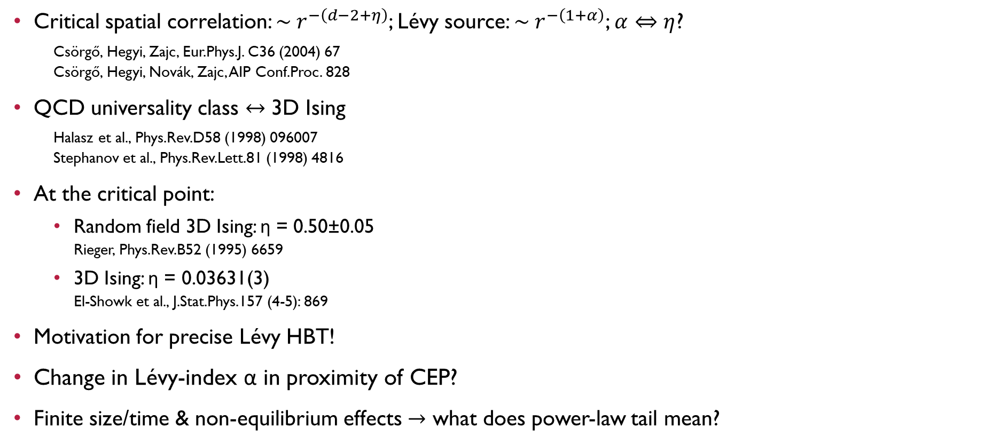 • Critical spatial correlation: ~ r^{-(d-2+η)}; Lévy source: ~ r^{-(1+α)}; α ⇔ η?
Csörgő, Hegyi, Zajc, Eur.Phys.J. C36 (2004) 67
Csörgő, Hegyi, Novák, Zajc, AIP Conf.Proc. 828
• QCD universality class ↔ 3D Ising
Halasz et al., Phys.Rev.D58 (1998) 096007
Stephanov et al., Phys.Rev.Lett.81 (1998) 4816
• At the critical point:
• Random field 3D Ising: η = 0.50±0.05
Rieger, Phys.Rev.B52 (1995) 6659
• 3D Ising: η = 0.03631(3)
El-Showk et al., J.Stat.Phys.157 (4-5): 869
• Motivation for precise Lévy HBT!
• Change in Lévy-index α in proximity of CEP?
• Finite size/time & non-equilibrium effects → what does power-law tail mean?